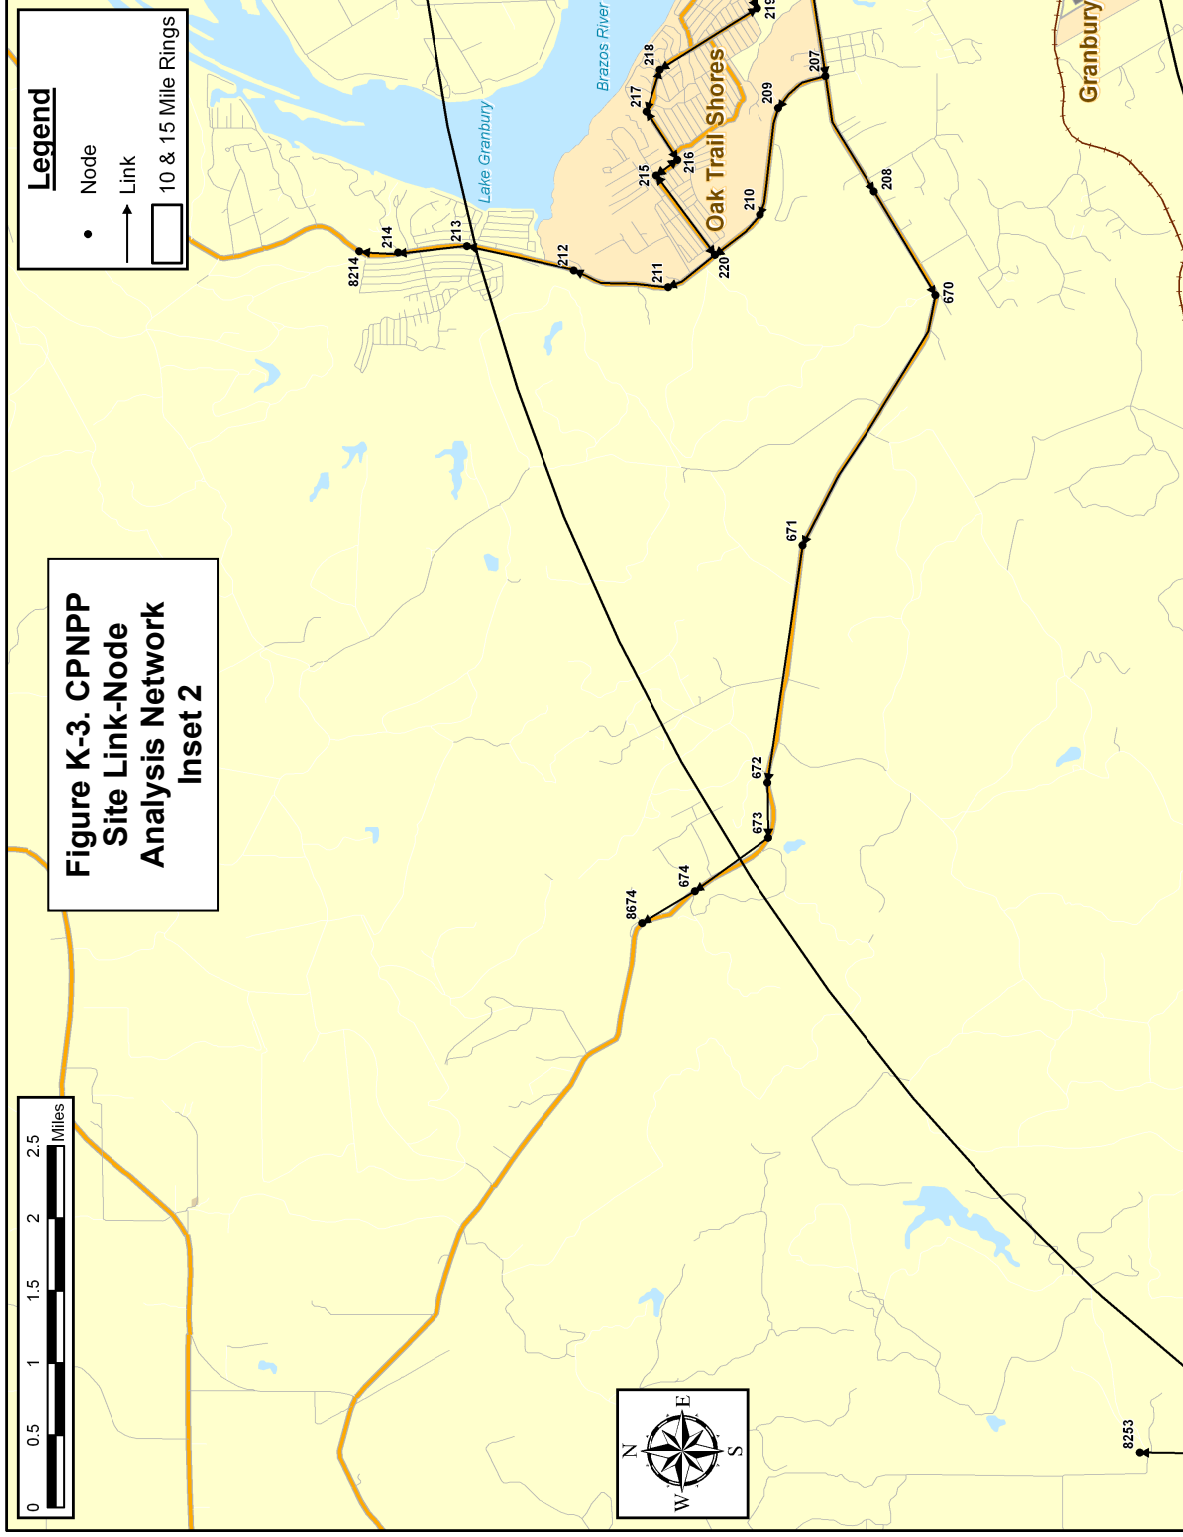 Figure K-3. CPNPP
Site Link-Node
Analysis Network
Inset 2
Legend
Node
Link
10 & 15 Mile Rings
0 0.5 1 1.5 2 2.5
Miles
N
W
E
S
Lake Granbury
Brazos River
Oak Trail Shores
Granbury
8214
214
213
212
211
220
215
216
217
218
219
207
209
210
208
670
671
672
673
674
8674
8253